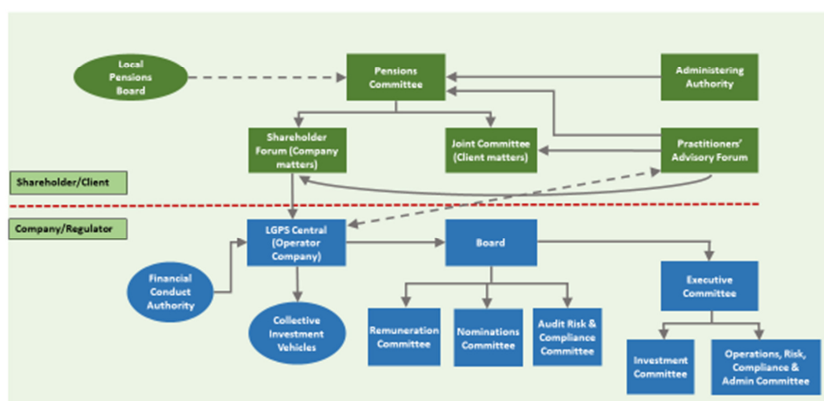 Local
Pensions
Board
Pensions
Committee
Administering
Authority
Shareholder
Forum (Company
matters)
Joint Committee
(Client matters)
Practitioners'
Advisory Forum
Shareholder/Client
Company/Regulator
LGPS Central
(Operator
Company)
Board
Financial
Conduct
Authority
Executive
Committee
Collective
Investment
Vehicles
Remuneration
Committee
Nominations
Committee
Audit Risk &
Compliance
Committee
Investment
Committee
Operations, Risk,
Compliance &
Admin Committee